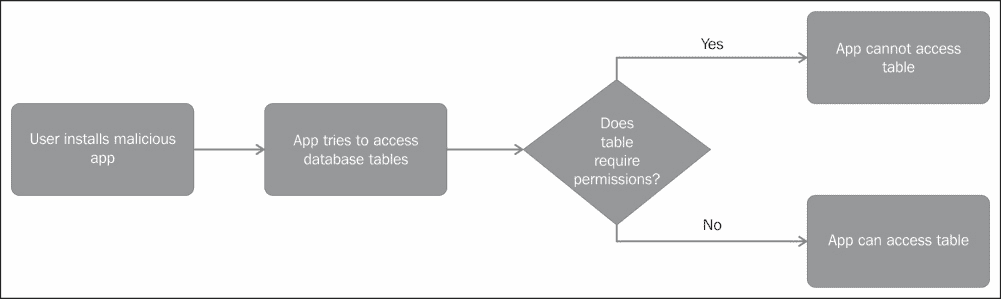 User installs malicious
app
App tries to access
database tables
Does
table
require
permissions?
Yes
App cannot access
table
No
App can access table